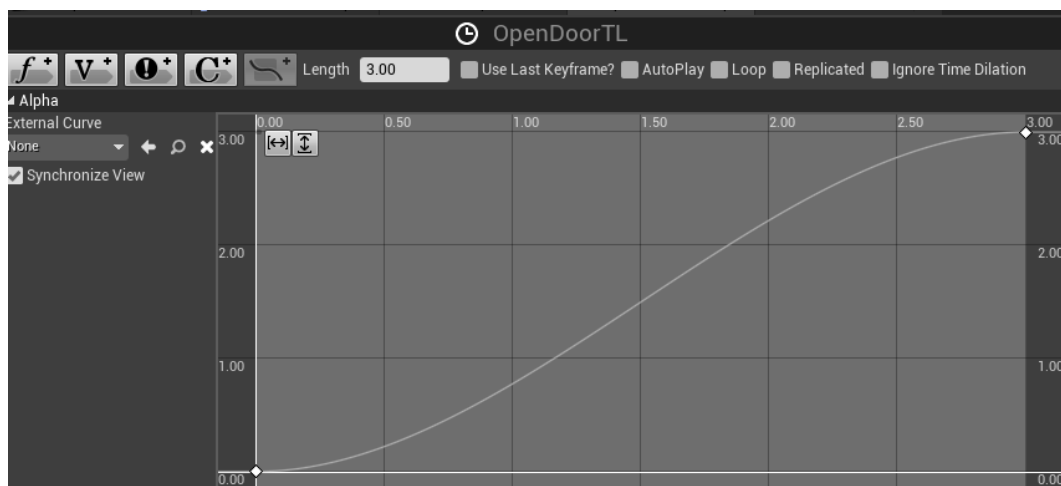 OpenDoorTL
f+ V+ !+ C+ + Length 3.00 Use Last Keyframe? AutoPlay Loop Replicated Ignore Time Dilation
Alpha
External Curve
None
Synchronize View
0.00 0.50 1.00 1.50 2.00 2.50 3.00
3.00 3.00
2.00 2.00
1.00 1.00
0.00 0.00